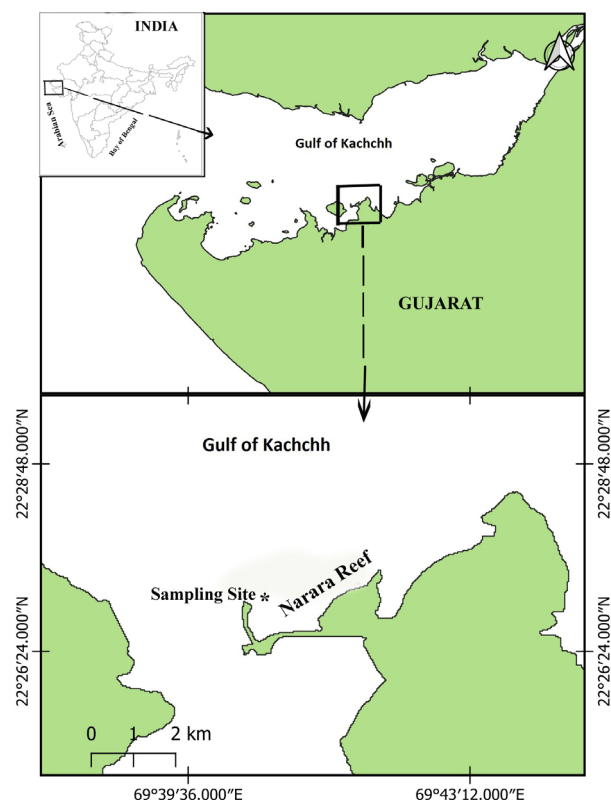 INDIA
Arabian Sea
Bay of Bengal
Gulf of Kachchh
GUJARAT
Gulf of Kachchh
22°28′48.000″N
22°28′48.000″N
Narara Reef
Sampling Site *
22°26′24.000″N
22°26′24.000″N
0 1 2 km
69°39′36.000″E
69°43′12.000″E